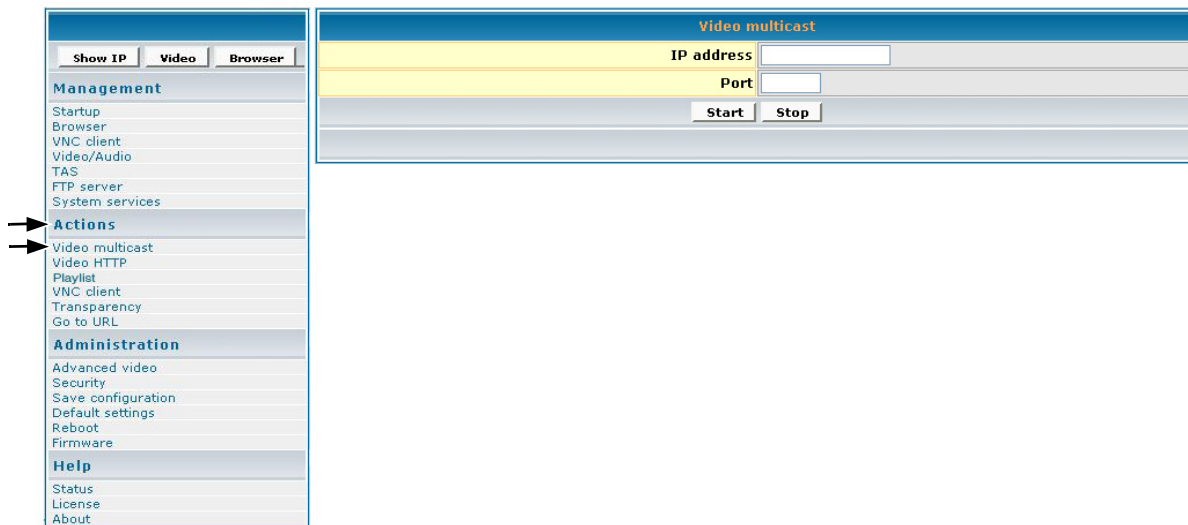 Show IP Video Browser
Management
Startup
Browser
VNC client
Video/Audio
TAS
FTP server
System services
Actions
Video multicast
Video HTTP
Playlist
VNC client
Transparency
Go to URL
Administration
Advanced video
Security
Save configuration
Default settings
Reboot
Firmware
Help
Status
License
About
Video multicast
IP address
Port
Start Stop